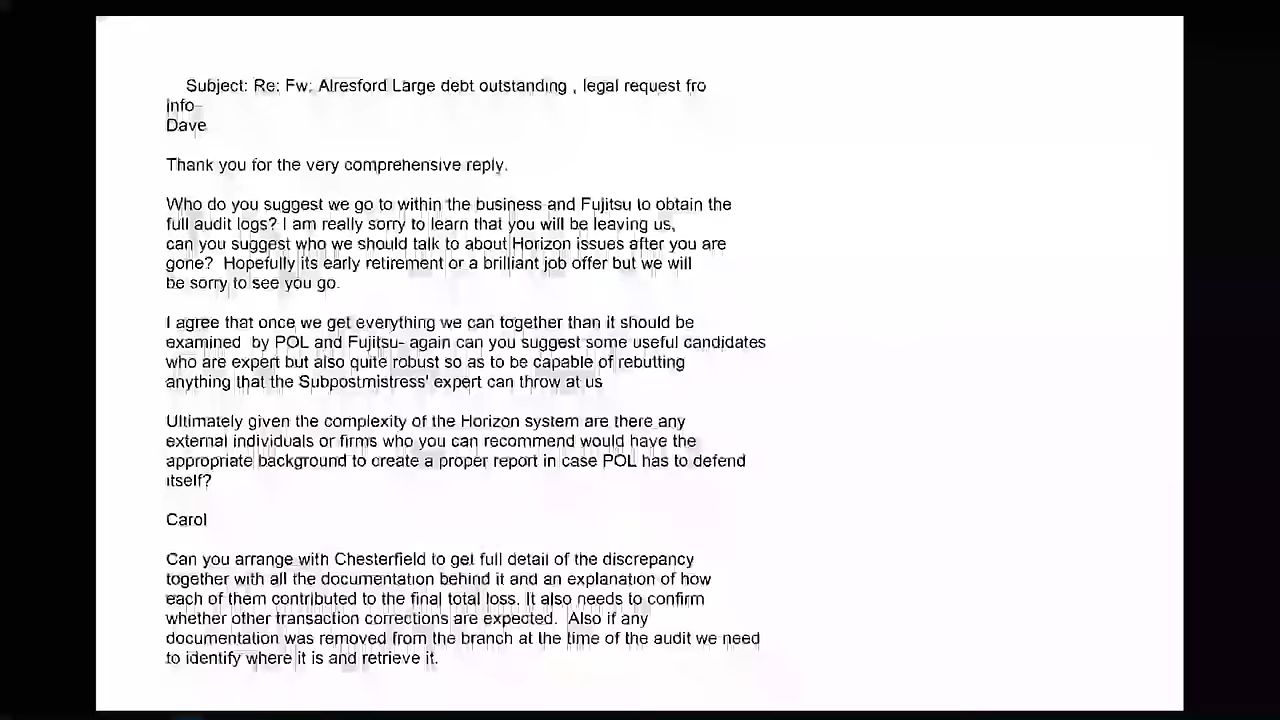 Subject: Re: Fw: Alresford Large debt outstanding , legal request fro
info-
Dave
Thank you for the very comprehensive reply.
Who do you suggest we go to within the business and Fujitsu to obtain the
full audit logs? I am really sorry to learn that you will be leaving us,
can you suggest who we should talk to about Horizon issues after you are
gone?  Hopefully its early retirement or a brilliant job offer but we will
be sorry to see you go.
I agree that once we get everything we can together than it should be
examined  by POL and Fujitsu- again can you suggest some useful candidates
who are expert but also quite robust so as to be capable of rebutting
anything that the Subpostmistress' expert can throw at us
Ultimately given the complexity of the Horizon system are there any
external individuals or firms who you can recommend would have the
appropriate background to create a proper report in case POL has to defend
itself?
Carol
Can you arrange with Chesterfield to get full detail of the discrepancy
together with all the documentation behind it and an explanation of how
each of them contributed to the final total loss. It also needs to confirm
whether other transaction corrections are expected.  Also if any
documentation was removed from the branch at the time of the audit we need
to identify where it is and retrieve it.